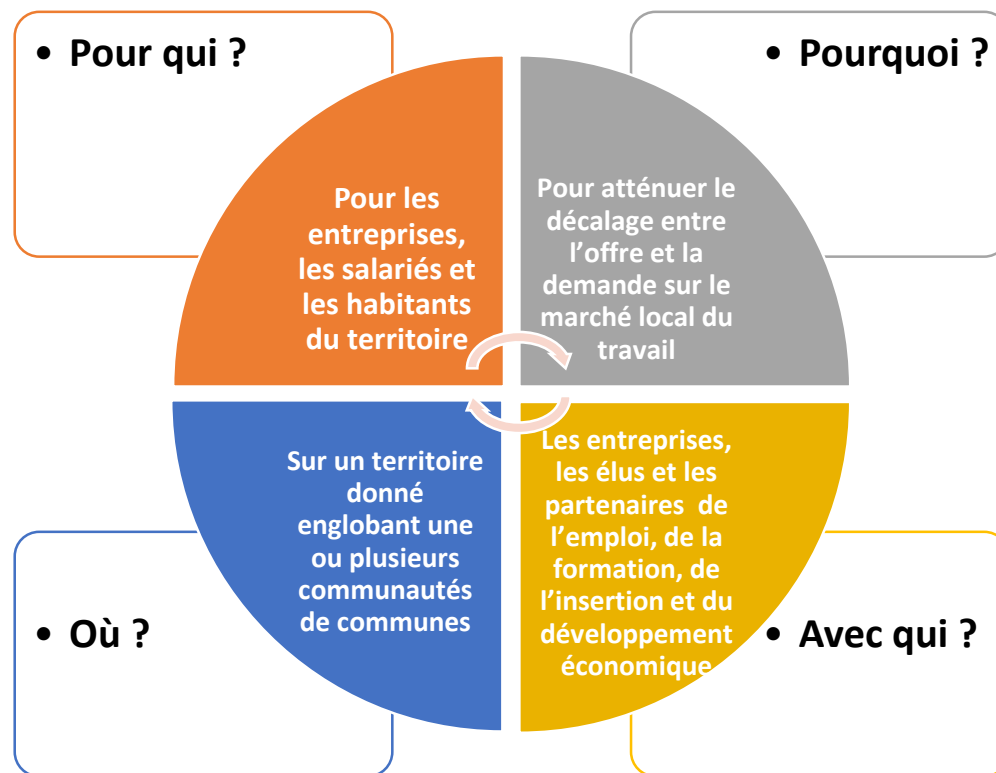 • Pour qui ?
Pour les
entreprises,
les salariés et
les habitants
du territoire
• Pourquoi ?
Pour atténuer le
décalage entre
l’offre et la
demande sur le
marché local du
travail
• Où ?
Sur un territoire
donné
englobant une
ou plusieurs
communautés
de communes
• Avec qui ?
Les entreprises,
les élus et les
partenaires de
l’emploi, de la
formation, de
l’insertion et du
développement
économique